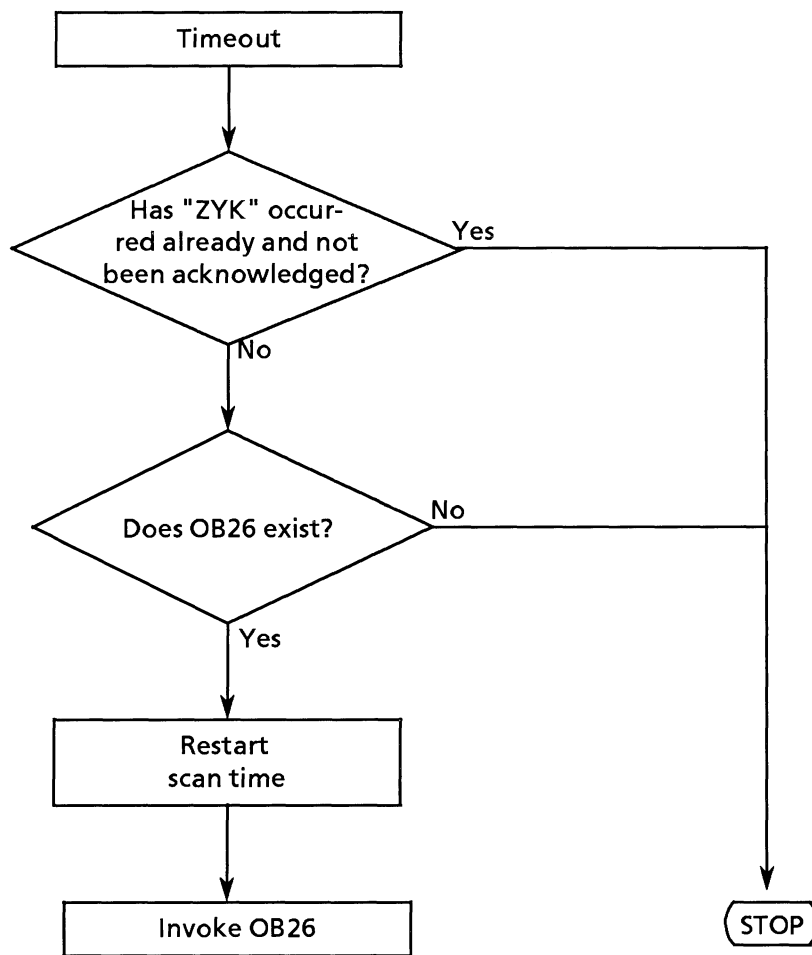 Timeout
Has "ZYK" occur-
red already and not
been acknowledged?
Yes
No
Does OB26 exist?
No
Yes
Restart
scan time
Invoke OB26
STOP